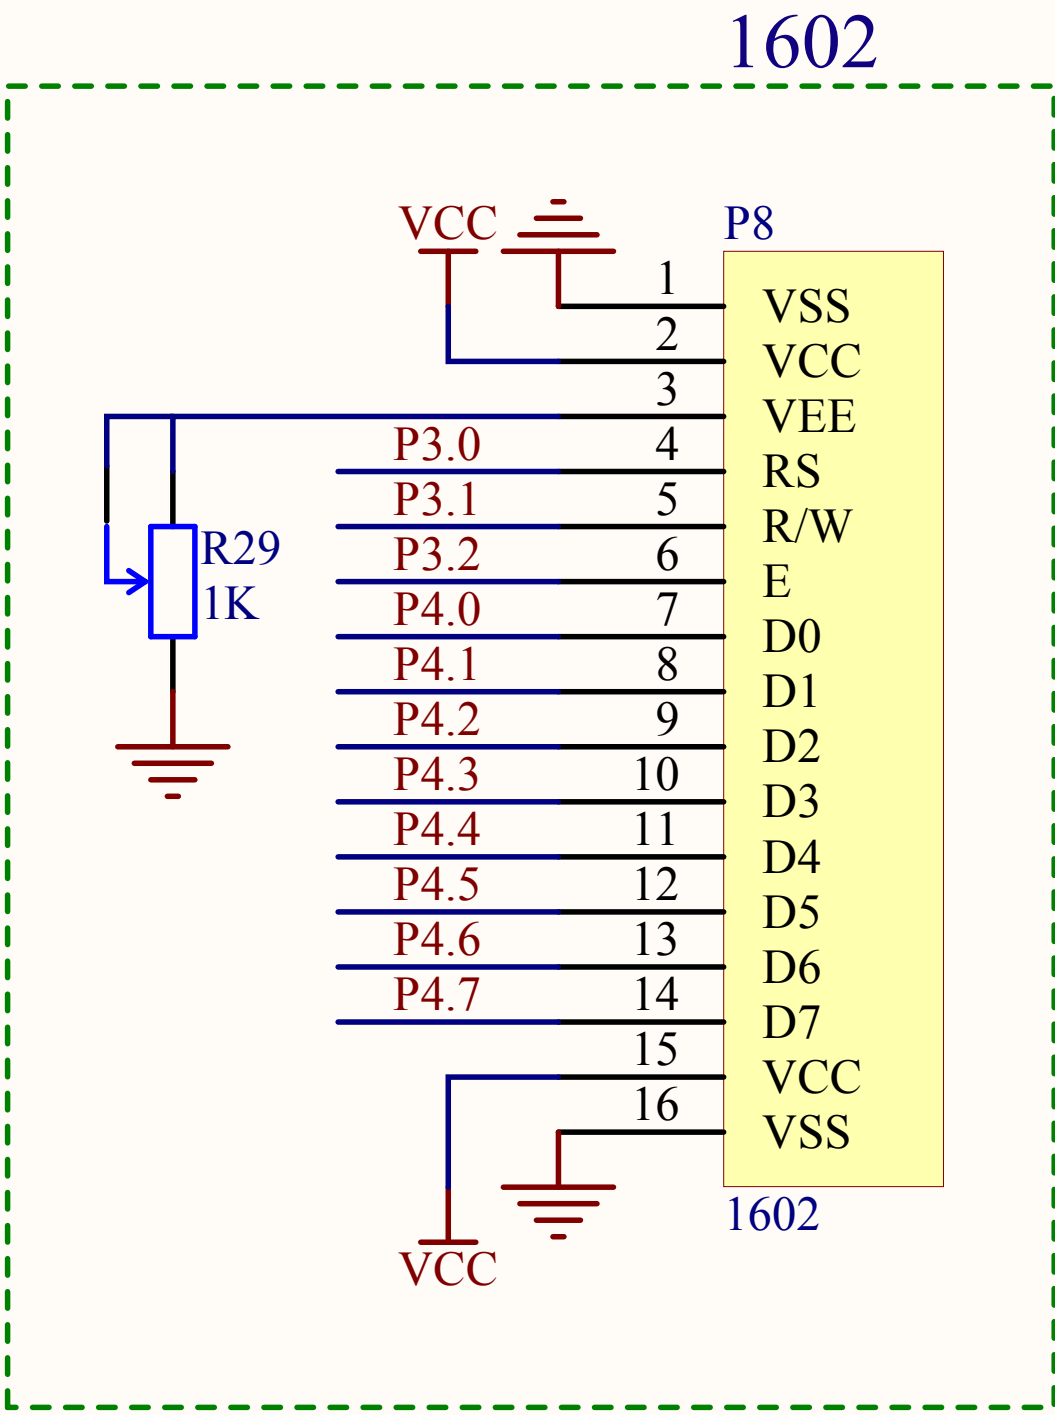 1602
P8
VCC
1 VSS
2 VCC
3 VEE
P3.0 4 RS
P3.1 5 R/W
P3.2 6 E
P4.0 7 D0
P4.1 8 D1
P4.2 9 D2
P4.3 10 D3
P4.4 11 D4
P4.5 12 D5
P4.6 13 D6
P4.7 14 D7
15 VCC
16 VSS
R29
1K
1602
VCC